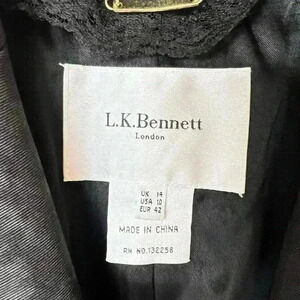 L.K.Bennett
London
UK 14
USA 10
EUR 42
MADE IN CHINA
RN NO.132258